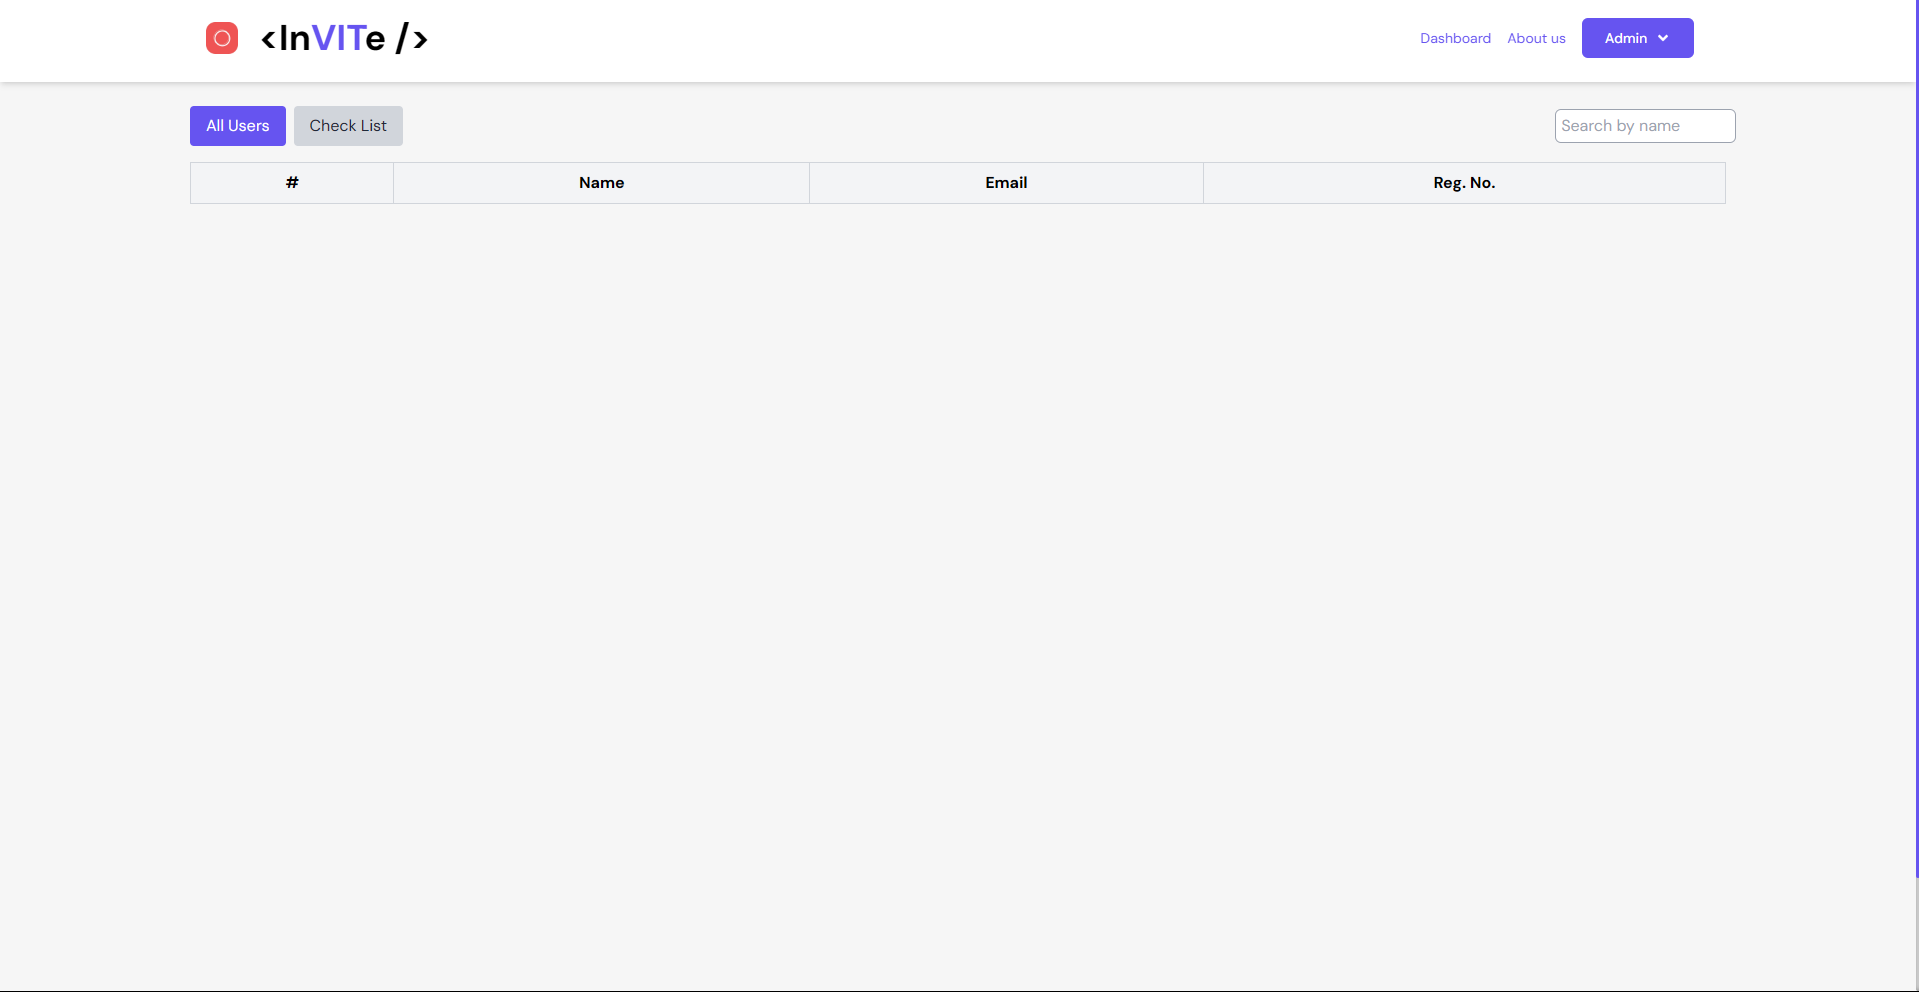 <InVITe />
Dashboard About us Admin
All Users Check List Search by name
# Name Email Reg. No.